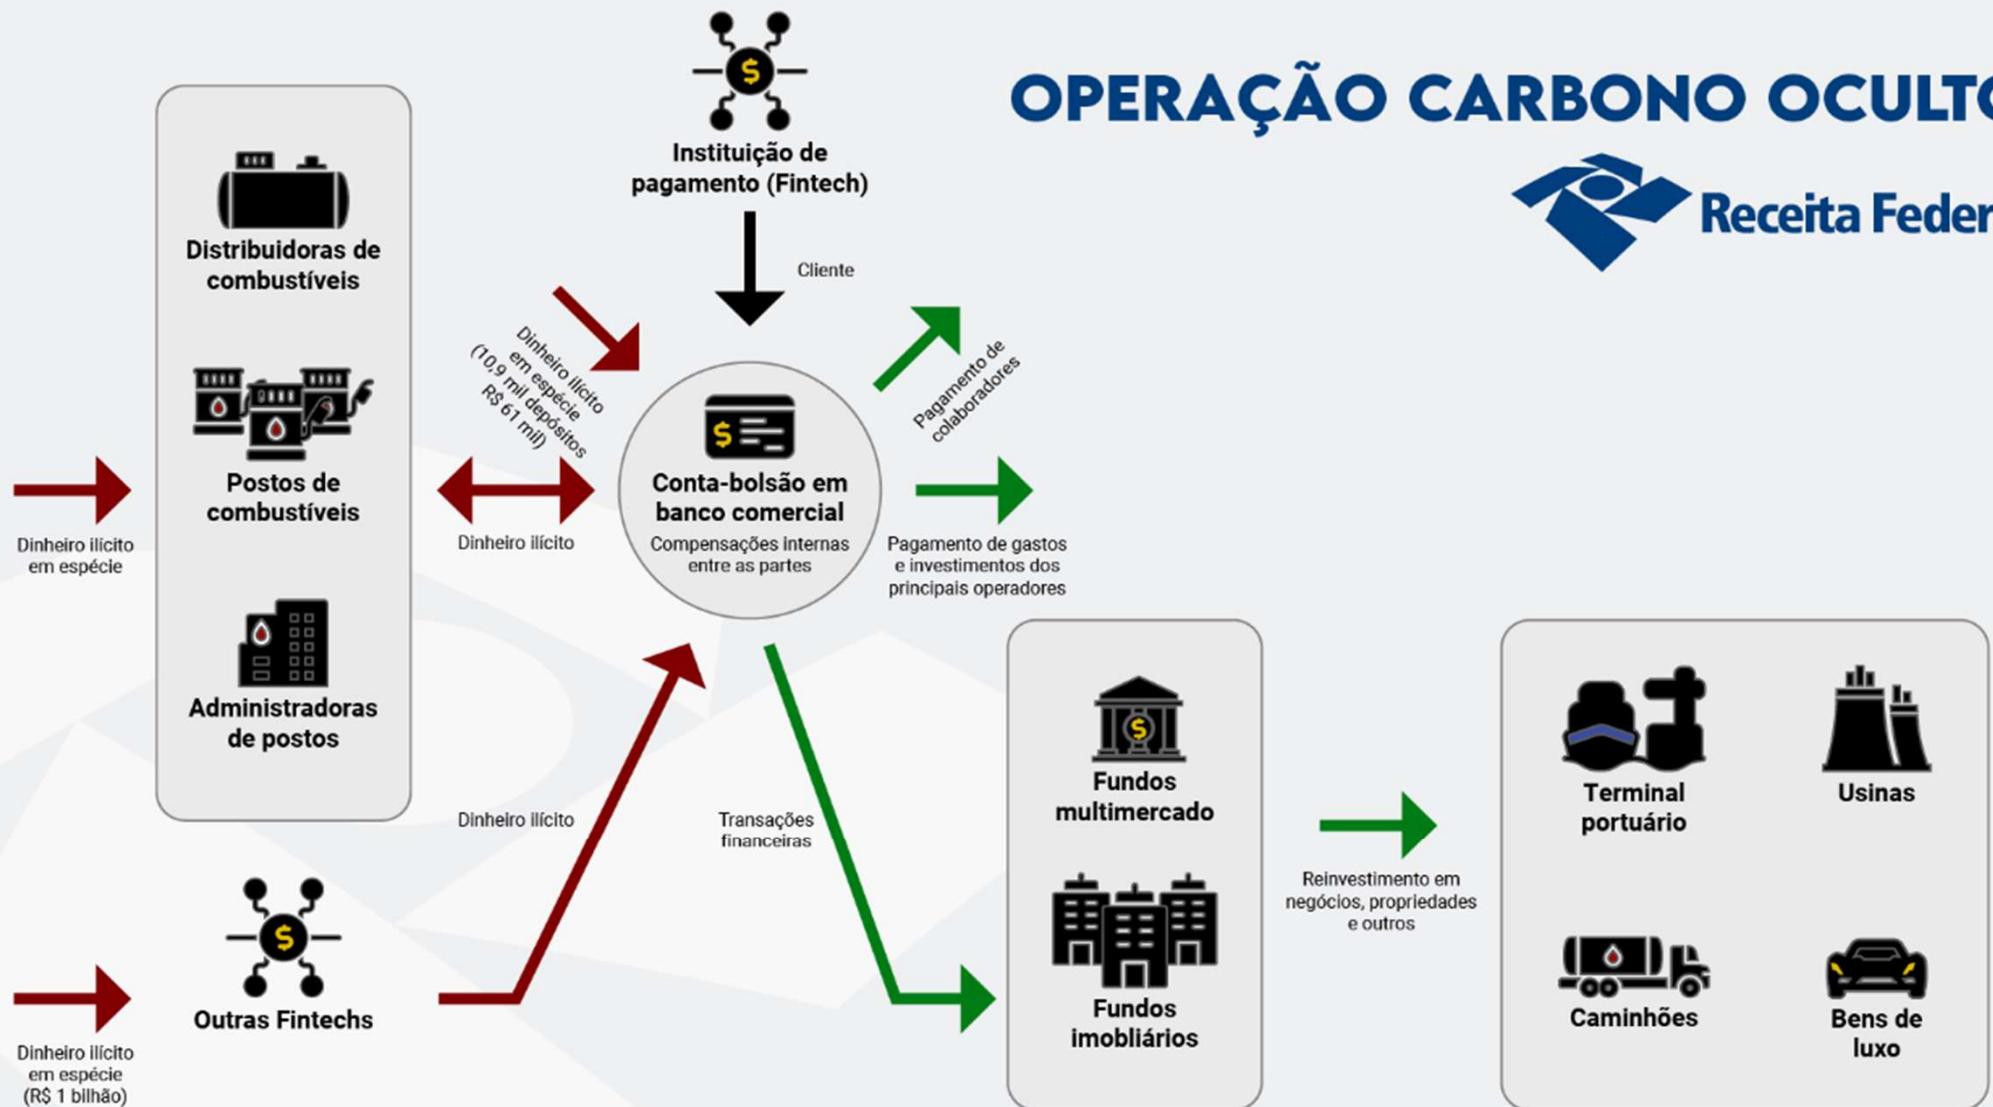 OPERAÇÃO CARBONO OCULTO
Receita Feder
Instituição de
pagamento (Fintech)
Cliente
Distribuidoras de
combustíveis
Postos de
combustíveis
Administradoras
de postos
Dinheiro ilícito
em espécie
Dinheiro ilícito
em espécie
(10,9 mil depósitos
R$ 61 mil)
Dinheiro ilícito
$
Conta-bolsão em
banco comercial
Compensações internas
entre as partes
Pagamento de
colaboradores
Pagamento de gastos
e investimentos dos
principais operadores
Dinheiro ilícito
Transações
financeiras
$
Outras Fintechs
Dinheiro ilícito
em espécie
(R$ 1 bilhão)
$
Fundos
multimercado
Fundos
imobliários
Reinvestimento em
negócios, propriedades
e outros
Terminal
portuário
Usinas
Caminhões
Bens de
luxo